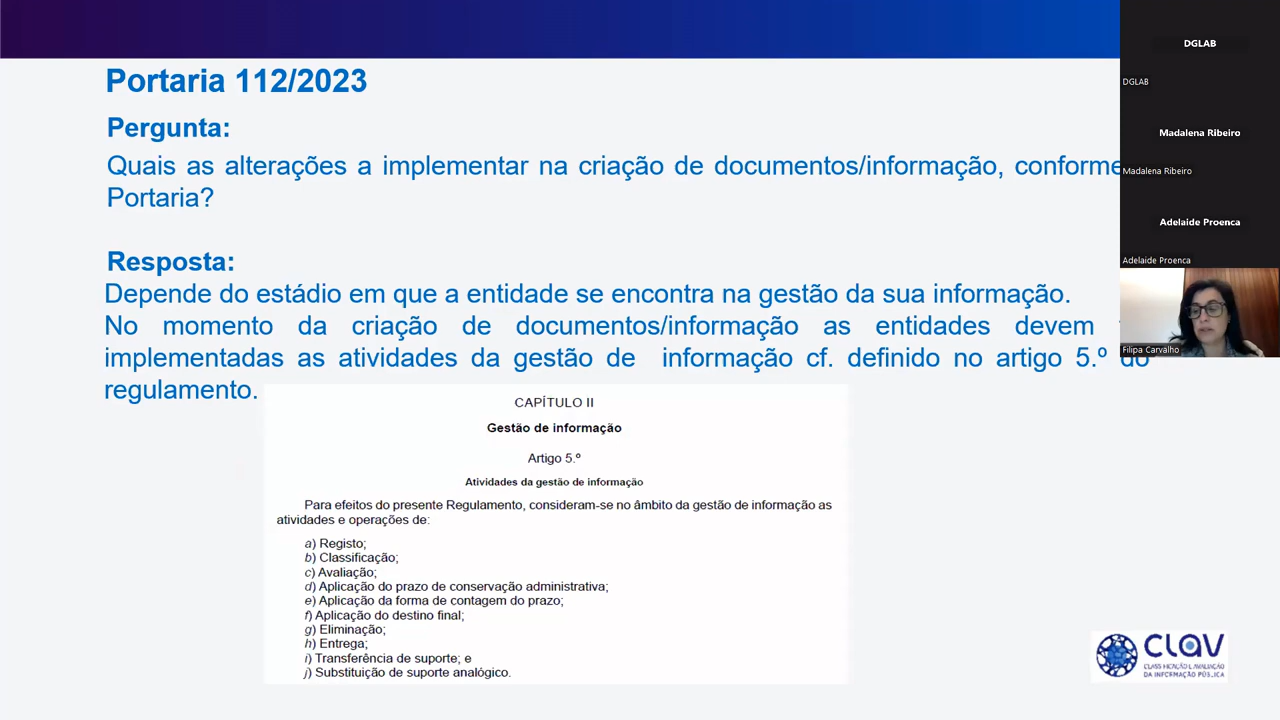 Portaria 112/2023
Pergunta:
Quais as alterações a implementar na criação de documentos/informação, conforme
Portaria?
Resposta:
Depende do estádio em que a entidade se encontra na gestão da sua informação.
No momento da criação de documentos/informação as entidades devem
implementadas as atividades da gestão de informação cf. definido no artigo 5.º do
regulamento.
CAPÍTULO II
Gestão de informação
Artigo 5.º
Atividades da gestão de informação
Para efeitos do presente Regulamento, consideram-se no âmbito da gestão de informação as
atividades e operações de:
a) Registo;
b) Classificação;
c) Avaliação;
d) Aplicação do prazo de conservação administrativa;
e) Aplicação da forma de contagem do prazo;
f) Aplicação do destino final;
g) Eliminação;
h) Entrega;
i) Transferência de suporte; e
j) Substituição de suporte analógico.
DGLAB
DGLAB
Madalena Ribeiro
Madalena Ribeiro
Adelaide Proenca
Adelaide Proenca
Filipa Carvalho
CLAV
CLASSIFICAÇÃO E AVALIAÇÃO
DA INFORMAÇÃO PÚBLICA